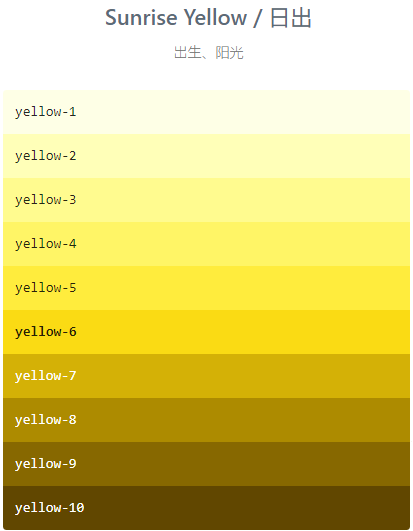 Sunrise Yellow / 日出
出生、阳光
yellow-1
yellow-2
yellow-3
yellow-4
yellow-5
yellow-6
yellow-7
yellow-8
yellow-9
yellow-10